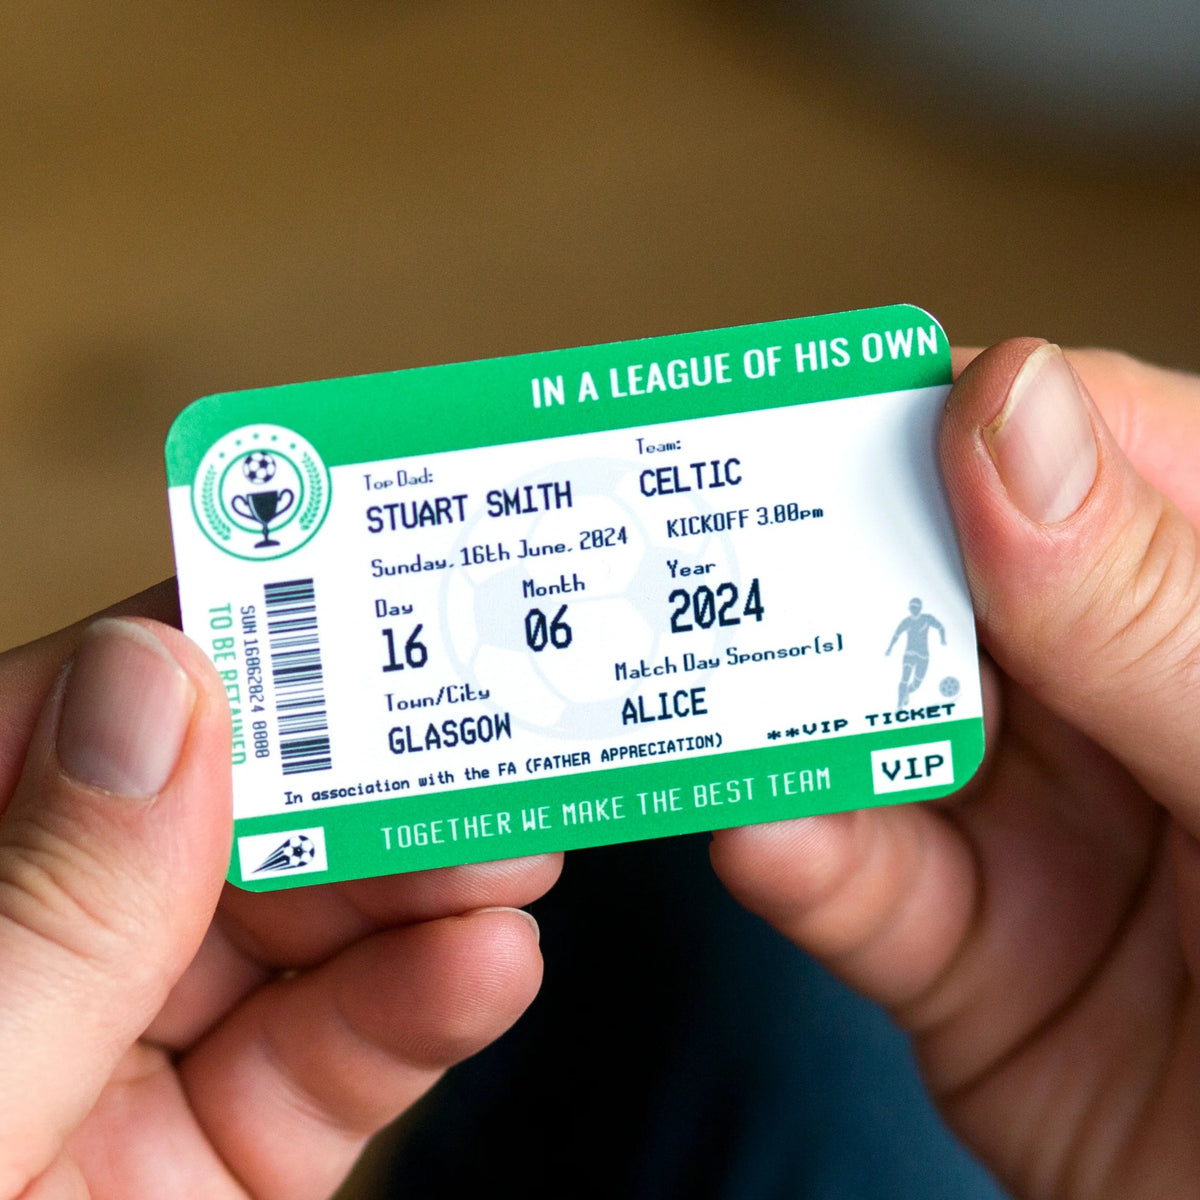 IN A LEAGUE OF HIS OWN
Top Dad:
STUART SMITH
Team:
CELTIC
Sunday, 16th June, 2024
KICKOFF 3.00pm
Day
16
Month
06
Year
2024
Town/City
GLASGOW
Match Day Sponsor(s)
ALICE
TO BE RETAINED
SUN 16062024 0000
In association with the FA (FATHER APPRECIATION)
**VIP TICKET
TOGETHER WE MAKE THE BEST TEAM
VIP